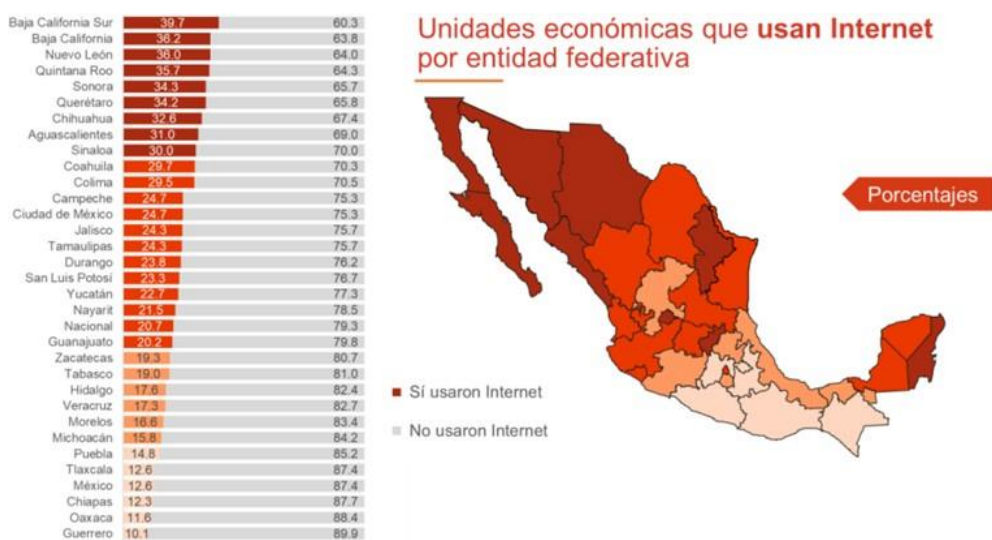 Baja California Sur 39.7 60.3
Baja California 36.2 63.8
Nuevo León 36.0 64.0
Quintana Roo 35.7 64.3
Sonora 34.3 65.7
Querétaro 34.2 65.8
Chihuahua 32.6 67.4
Aguascalientes 31.0 69.0
Sinaloa 30.0 70.0
Coahuila 29.7 70.3
Colima 29.5 70.5
Campeche 24.7 75.3
Ciudad de México 24.7 75.3
Jalisco 24.3 75.7
Tamaulipas 24.3 75.7
Durango 23.8 76.2
San Luis Potosí 23.3 76.7
Yucatán 22.7 77.3
Nayarit 21.5 78.5
Nacional 20.7 79.3
Guanajuato 20.2 79.8
Zacatecas 19.3 80.7
Tabasco 19.0 81.0
Hidalgo 17.6 82.4
Veracruz 17.3 82.7
Morelos 16.6 83.4
Michoacán 15.8 84.2
Puebla 14.8 85.2
Tlaxcala 12.6 87.4
México 12.6 87.4
Chiapas 12.3 87.7
Oaxaca 11.6 88.4
Guerrero 10.1 89.9
Unidades económicas que usan Internet
por entidad federativa
Porcentajes
Sí usaron Internet
No usaron Internet